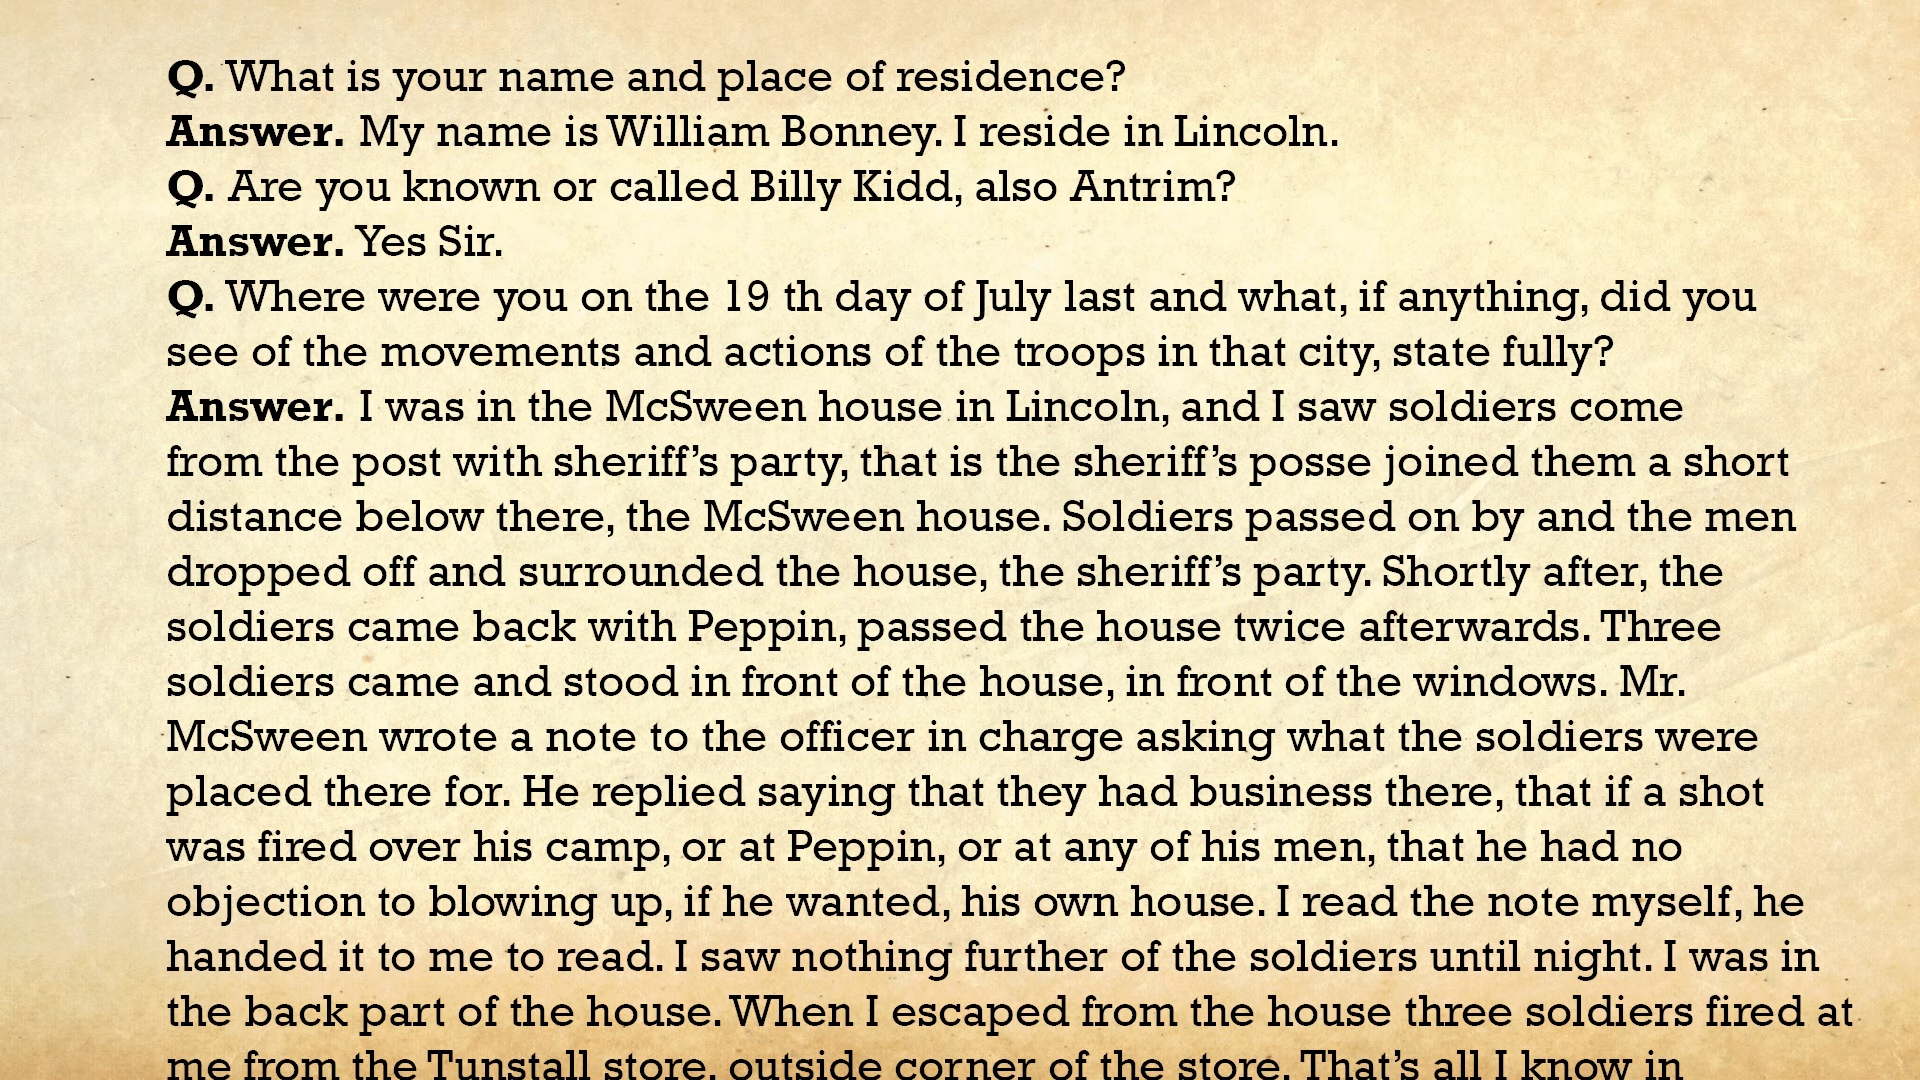 Q. What is your name and place of residence?
Answer. My name is William Bonney. I reside in Lincoln.
Q. Are you known or called Billy Kidd, also Antrim?
Answer. Yes Sir.
Q. Where were you on the 19 th day of July last and what, if anything, did you
see of the movements and actions of the troops in that city, state fully?
Answer. I was in the McSween house in Lincoln, and I saw soldiers come
from the post with sheriff’s party, that is the sheriff’s posse joined them a short
distance below there, the McSween house. Soldiers passed on by and the men
dropped off and surrounded the house, the sheriff’s party. Shortly after, the
soldiers came back with Peppin, passed the house twice afterwards. Three
soldiers came and stood in front of the house, in front of the windows. Mr.
McSween wrote a note to the officer in charge asking what the soldiers were
placed there for. He replied saying that they had business there, that if a shot
was fired over his camp, or at Peppin, or at any of his men, that he had no
objection to blowing up, if he wanted, his own house. I read the note myself, he
handed it to me to read. I saw nothing further of the soldiers until night. I was in
the back part of the house. When I escaped from the house three soldiers fired at
me from the Tunstall store, outside corner of the store. That’s all I know in